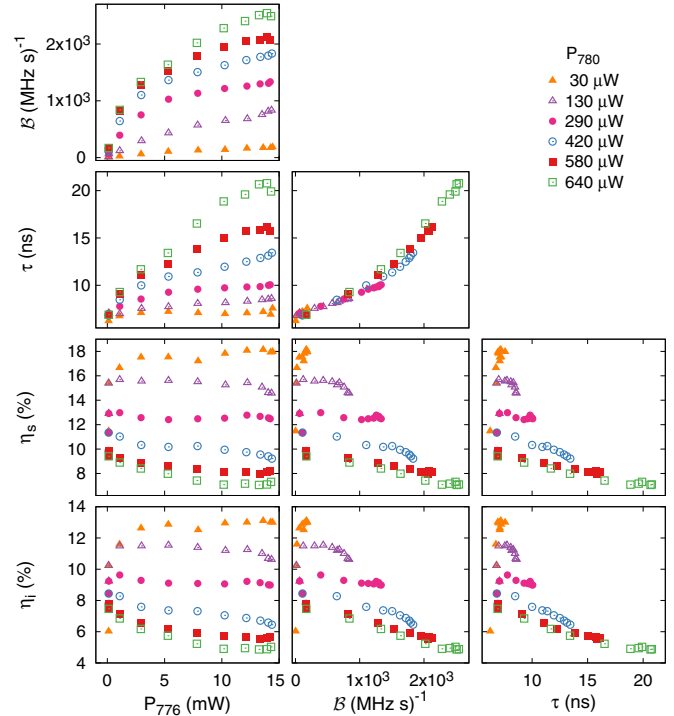 2x10³
1x10³
0
ℬ (MHz s)⁻¹
P₇₈₀
30 μW
130 μW
290 μW
420 μW
580 μW
640 μW
20
15
10
τ (ns)
18
16
14
12
10
8
ηₛ (%)
14
12
10
8
6
4
ηᵢ (%)
0 5 10 15
0 1x10³ 2x10³
10 15 20
P₇₇₆ (mW)
ℬ (MHz s)⁻¹
τ (ns)